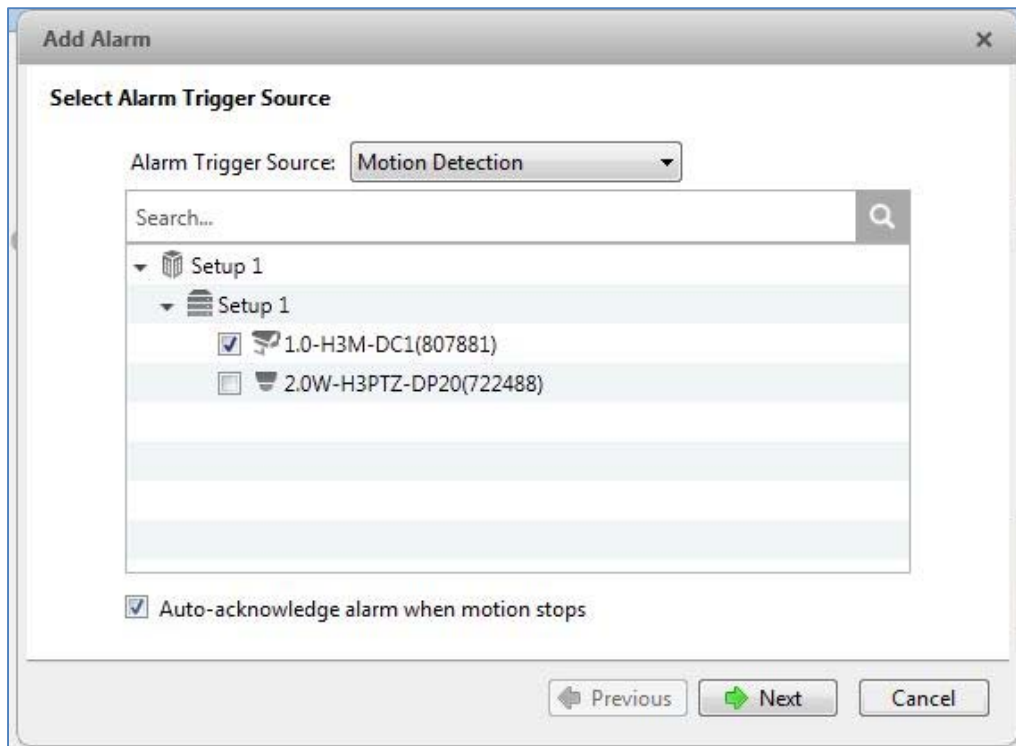 Add Alarm
Select Alarm Trigger Source
Alarm Trigger Source: Motion Detection
Search...
Setup 1
Setup 1
1.0-H3M-DC1(807881)
2.0W-H3PTZ-DP20(722488)
Auto-acknowledge alarm when motion stops
Previous Next Cancel